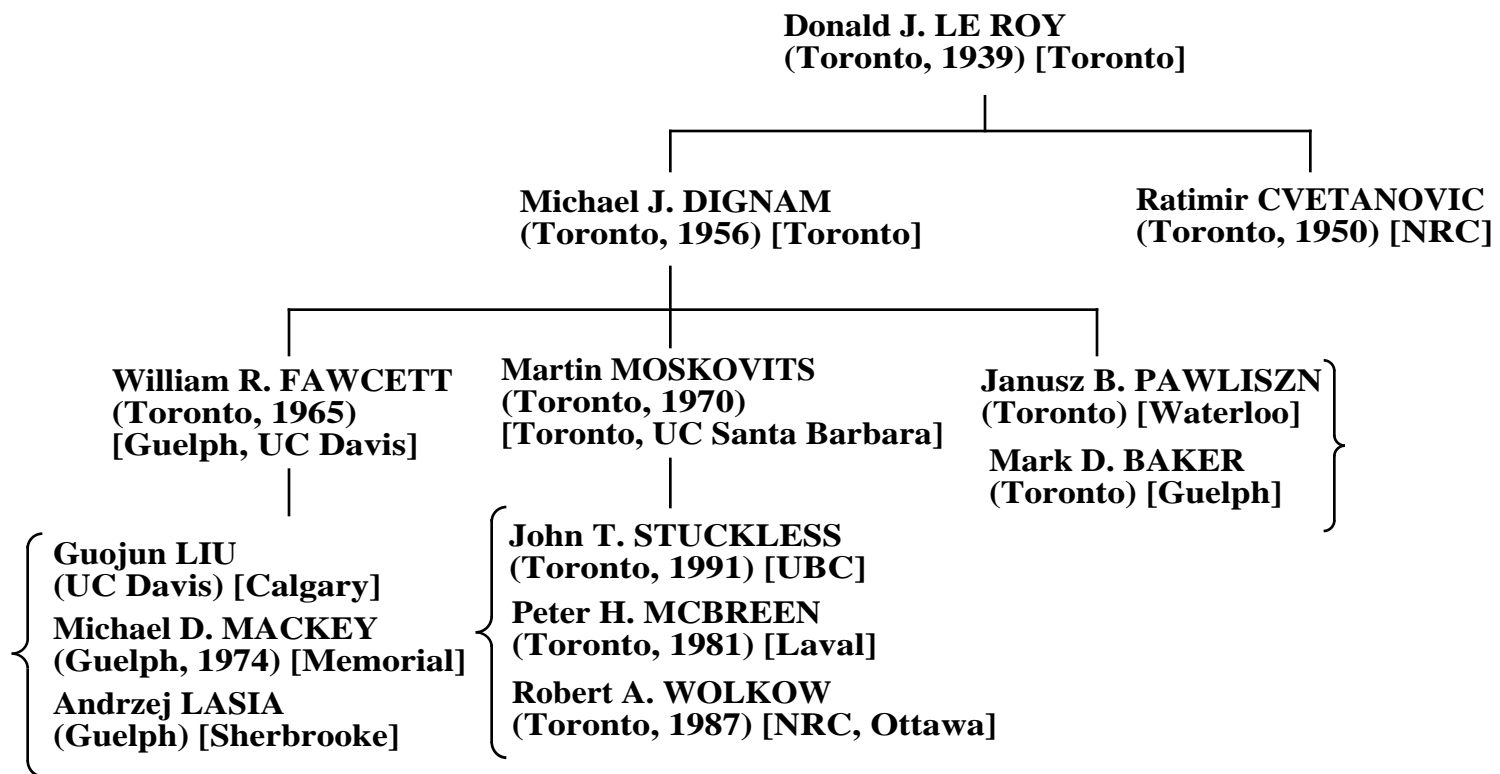 Donald J. LE ROY
(Toronto, 1939) [Toronto]
Michael J. DIGNAM
(Toronto, 1956) [Toronto]
Ratimir CVETANOVIC
(Toronto, 1950) [NRC]
William R. FAWCETT
(Toronto, 1965)
[Guelph, UC Davis]
Martin MOSKOVITS
(Toronto, 1970)
[Toronto, UC Santa Barbara]
Janusz B. PAWLISZN
(Toronto) [Waterloo]
Mark D. BAKER
(Toronto) [Guelph]
Guojun LIU
(UC Davis) [Calgary]
Michael D. MACKEY
(Guelph, 1974) [Memorial]
Andrzej LASIA
(Guelph) [Sherbrooke]
John T. STUCKLESS
(Toronto, 1991) [UBC]
Peter H. MCBREEN
(Toronto, 1981) [Laval]
Robert A. WOLKOW
(Toronto, 1987) [NRC, Ottawa]